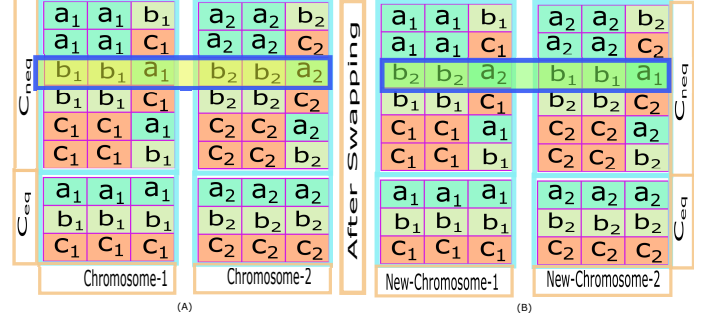 a₁ a₁ b₁ a₂ a₂ b₂ a₁ a₁ b₁ a₂ a₂ b₂
a₁ a₁ c₁ a₂ a₂ c₂ a₁ a₁ c₁ a₂ a₂ c₂
b₁ b₁ a₁ b₂ b₂ a₂ b₂ b₂ a₂ b₁ b₁ a₁
b₁ b₁ c₁ b₂ b₂ c₂ b₁ b₁ c₁ b₂ b₂ c₂
c₁ c₁ a₁ c₂ c₂ a₂ c₁ c₁ a₁ c₂ c₂ a₂
c₁ c₁ b₁ c₂ c₂ b₂ c₁ c₁ b₁ c₂ c₂ b₂
Cneq
After Swapping
Cneq
a₁ a₁ a₁ a₂ a₂ a₂ a₁ a₁ a₁ a₂ a₂ a₂
b₁ b₁ b₁ b₂ b₂ b₂ b₁ b₁ b₁ b₂ b₂ b₂
c₁ c₁ c₁ c₂ c₂ c₂ c₁ c₁ c₁ c₂ c₂ c₂
Ceq
Ceq
Chromosome-1 Chromosome-2 New-Chromosome-1 New-Chromosome-2
(A) (B)